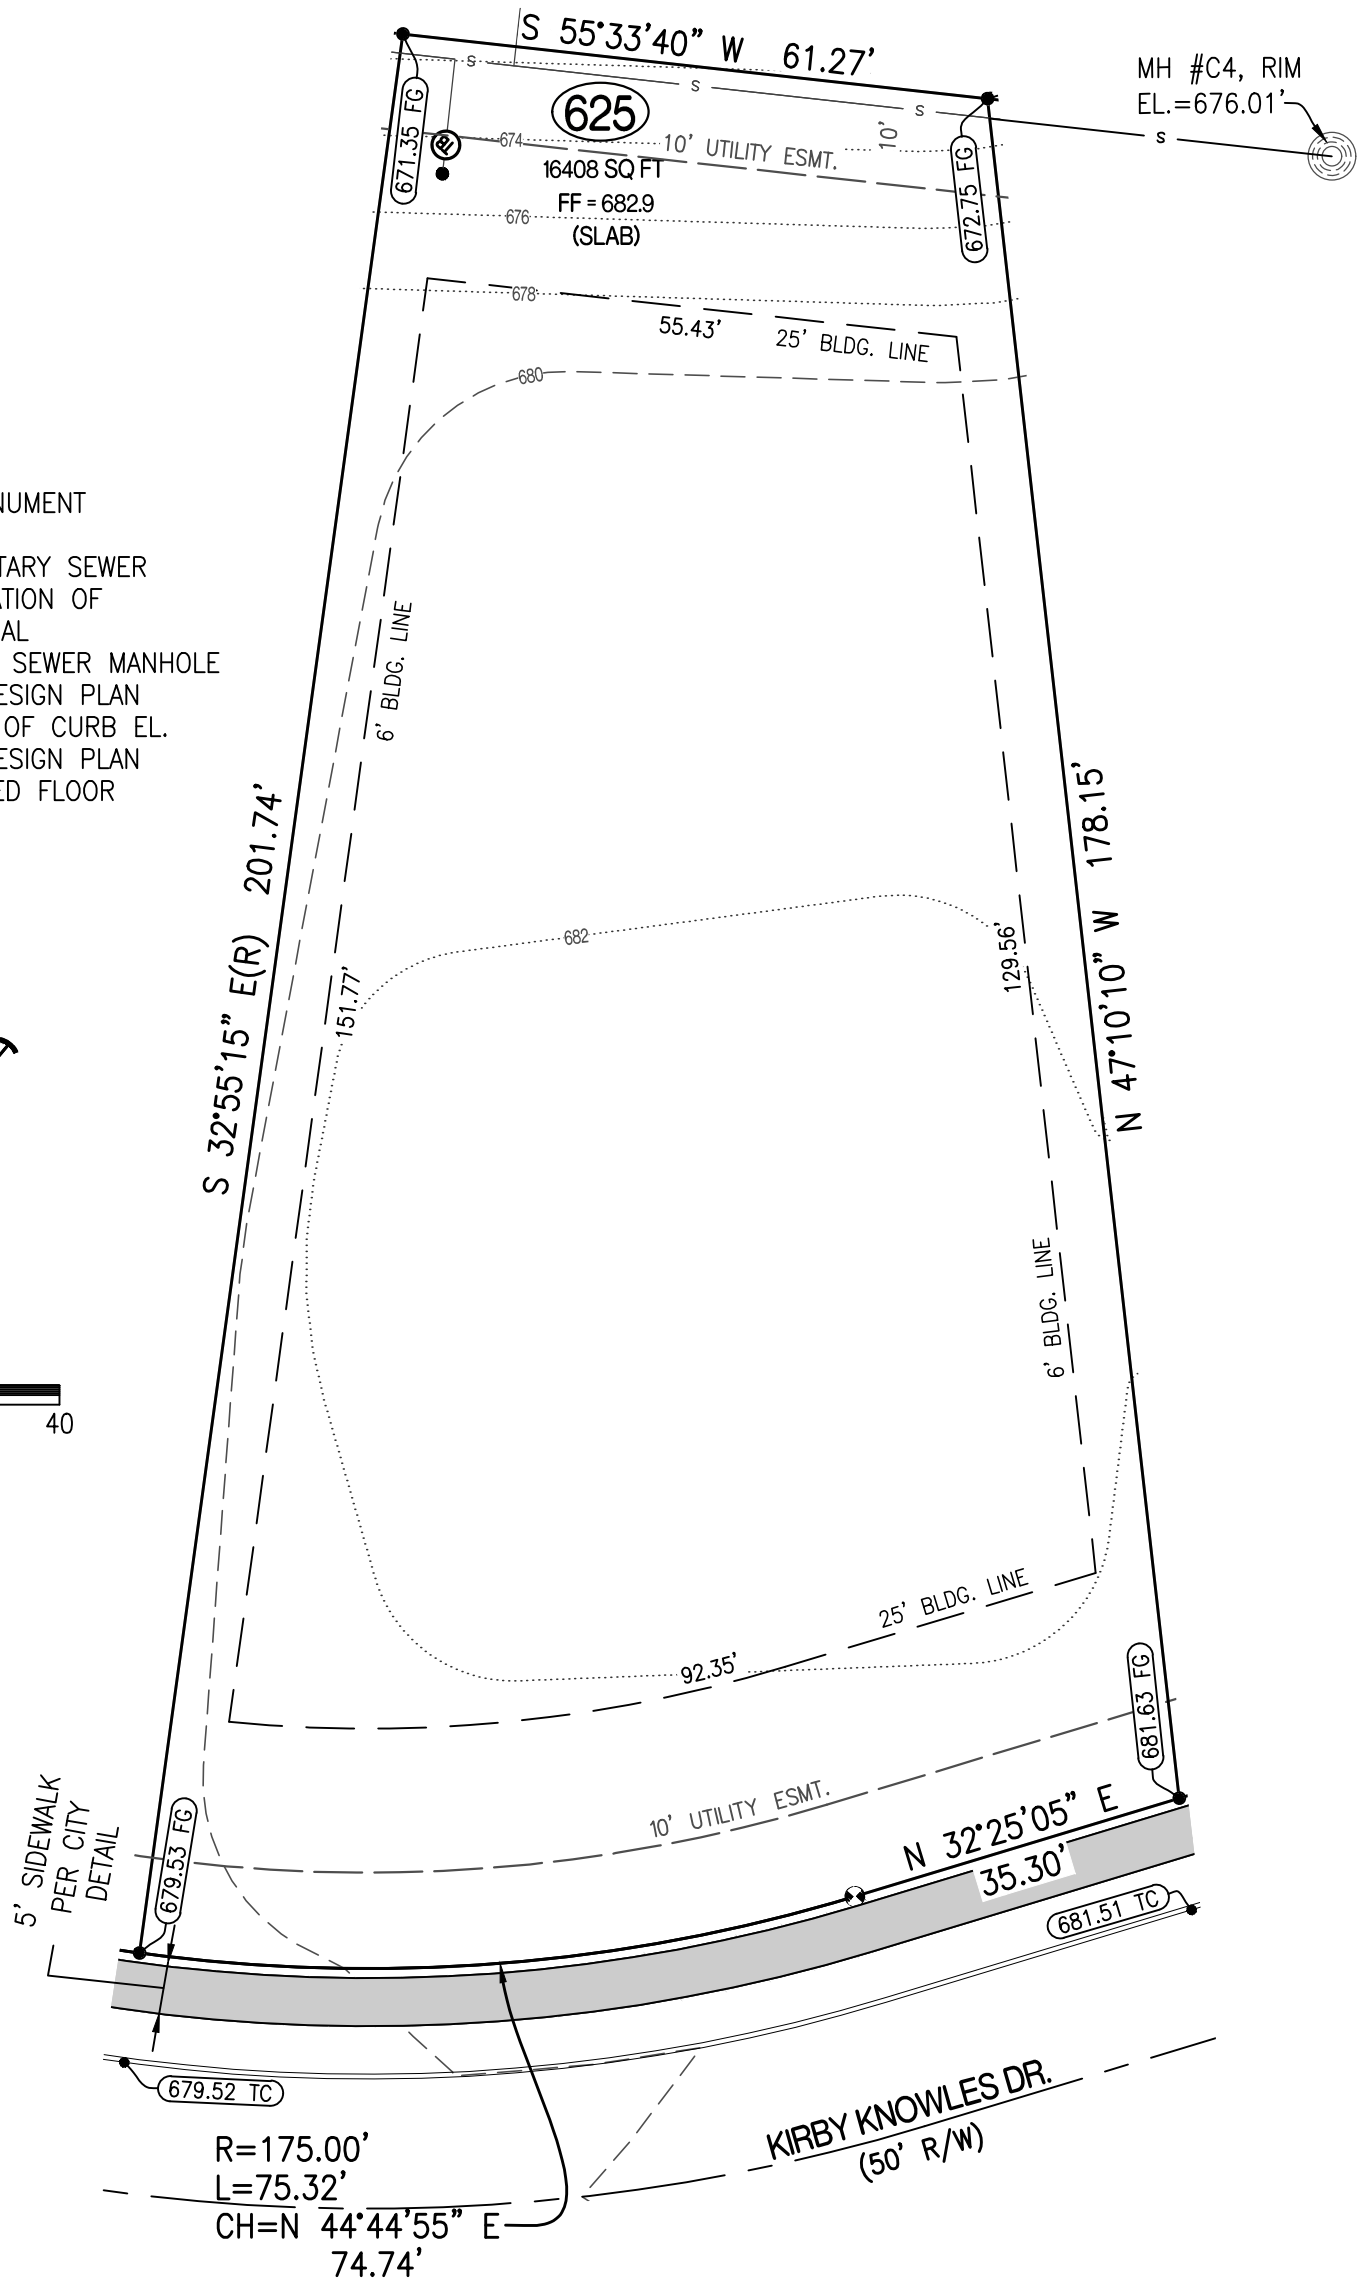 S 55°33'40" W 61.27'
MH #C4, RIM
EL.=676.01'
671.35 FG
625
16408 SQ FT
FF = 682.9
(SLAB)
PL
S
S
S
S
10' UTILITY ESMT.
10'
672.75 FG
674
676
678
55.43'
25' BLDG. LINE
680
NUMENT
TARY SEWER
ATION OF
AL
SEWER MANHOLE
ESIGN PLAN
OF CURB EL.
ESIGN PLAN
ED FLOOR
6' BLDG. LINE
S 32°55'15" E(R) 201.74'
151.77'
682
129.56'
N 47°10'10" W 178.15'
6' BLDG. LINE
40
25' BLDG. LINE
92.35'
681.63 FG
10' UTILITY ESMT.
5' SIDEWALK
PER CITY
DETAIL
679.53 FG
N 32°25'05" E
35.30'
681.51 TC
679.52 TC
KIRBY KNOWLES DR.
(50' R/W)
R=175.00'
L=75.32'
CH=N 44°44'55" E
74.74'